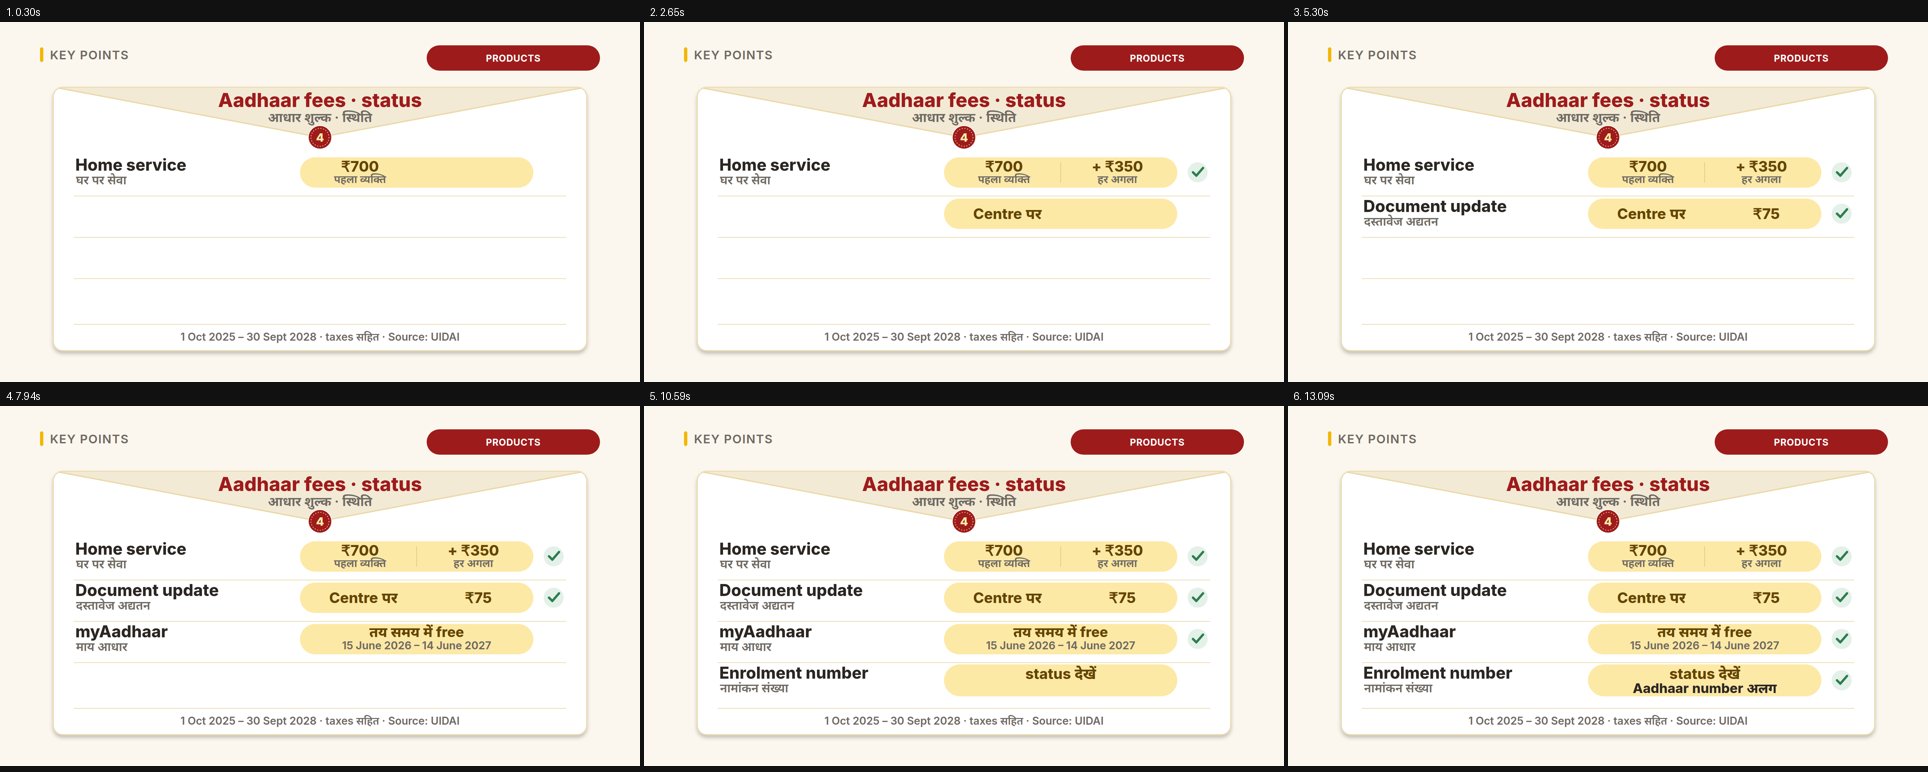 1. 0.30s
KEY POINTS
PRODUCTS
Aadhaar fees · status
आधार शुल्क · स्थिति
4
Home service
घर पर सेवा
₹700
पहला व्यक्ति
1 Oct 2025 – 30 Sept 2028 · taxes सहित · Source: UIDAI
2. 2.65s
KEY POINTS
PRODUCTS
Aadhaar fees · status
आधार शुल्क · स्थिति
4
Home service
घर पर सेवा
₹700
पहला व्यक्ति
+ ₹350
हर अगला
Centre पर
1 Oct 2025 – 30 Sept 2028 · taxes सहित · Source: UIDAI
3. 5.30s
KEY POINTS
PRODUCTS
Aadhaar fees · status
आधार शुल्क · स्थिति
4
Home service
घर पर सेवा
₹700
पहला व्यक्ति
+ ₹350
हर अगला
Document update
दस्तावेज अद्यतन
Centre पर
₹75
1 Oct 2025 – 30 Sept 2028 · taxes सहित · Source: UIDAI
4. 7.94s
KEY POINTS
PRODUCTS
Aadhaar fees · status
आधार शुल्क · स्थिति
4
Home service
घर पर सेवा
₹700
पहला व्यक्ति
+ ₹350
हर अगला
Document update
दस्तावेज अद्यतन
Centre पर
₹75
myAadhaar
माय आधार
तय समय में free
15 June 2026 – 14 June 2027
1 Oct 2025 – 30 Sept 2028 · taxes सहित · Source: UIDAI
5. 10.59s
KEY POINTS
PRODUCTS
Aadhaar fees · status
आधार शुल्क · स्थिति
4
Home service
घर पर सेवा
₹700
पहला व्यक्ति
+ ₹350
हर अगला
Document update
दस्तावेज अद्यतन
Centre पर
₹75
myAadhaar
माय आधार
तय समय में free
15 June 2026 – 14 June 2027
Enrolment number
नामांकन संख्या
status देखें
1 Oct 2025 – 30 Sept 2028 · taxes सहित · Source: UIDAI
6. 13.09s
KEY POINTS
PRODUCTS
Aadhaar fees · status
आधार शुल्क · स्थिति
4
Home service
घर पर सेवा
₹700
पहला व्यक्ति
+ ₹350
हर अगला
Document update
दस्तावेज अद्यतन
Centre पर
₹75
myAadhaar
माय आधार
तय समय में free
15 June 2026 – 14 June 2027
Enrolment number
नामांकन संख्या
status देखें
Aadhaar number अलग
1 Oct 2025 – 30 Sept 2028 · taxes सहित · Source: UIDAI